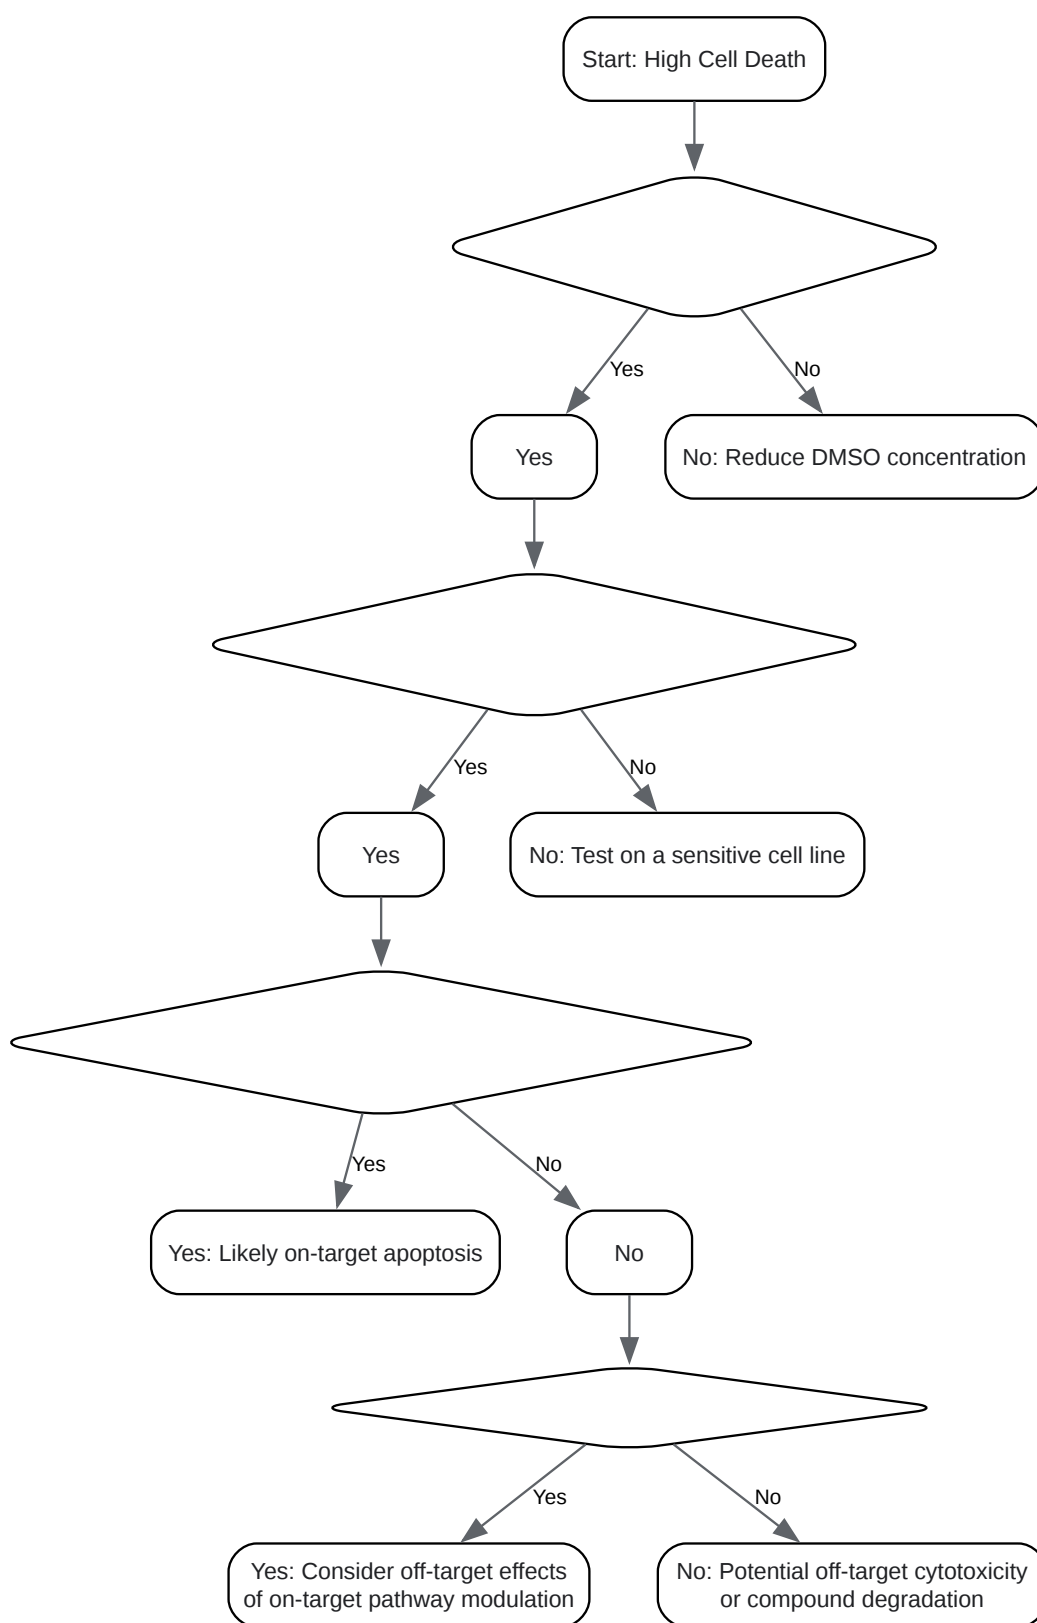 Start: High Cell Death
Yes
No
Yes
No: Reduce DMSO concentration
Yes
No
Yes
No: Test on a sensitive cell line
Yes
No
Yes: Likely on-target apoptosis
No
Yes
No
Yes: Consider off-target effects
of on-target pathway modulation
No: Potential off-target cytotoxicity
or compound degradation